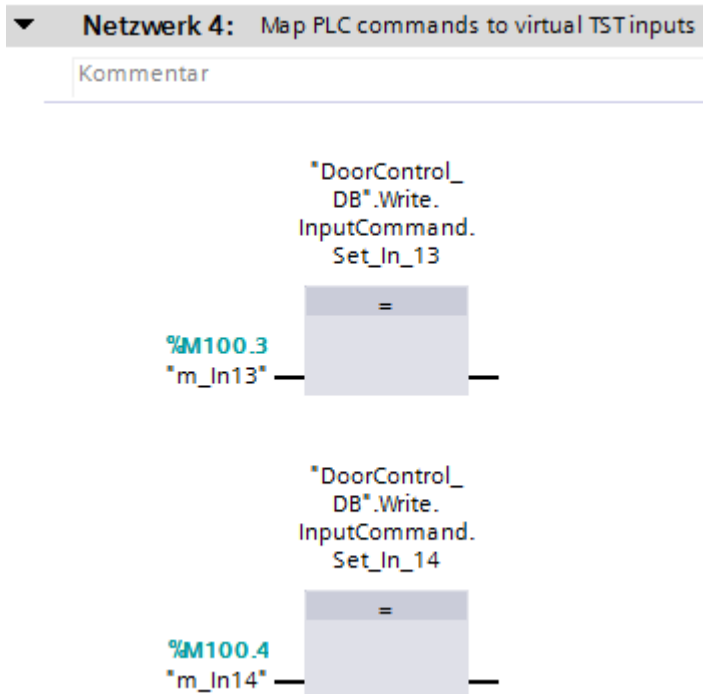 Netzwerk 4: Map PLC commands to virtual TST inputs
Kommentar
"DoorControl_
DB".Write.
InputCommand.
Set_In_13
=
%M100.3
"m_In13"
"DoorControl_
DB".Write.
InputCommand.
Set_In_14
=
%M100.4
"m_In14"